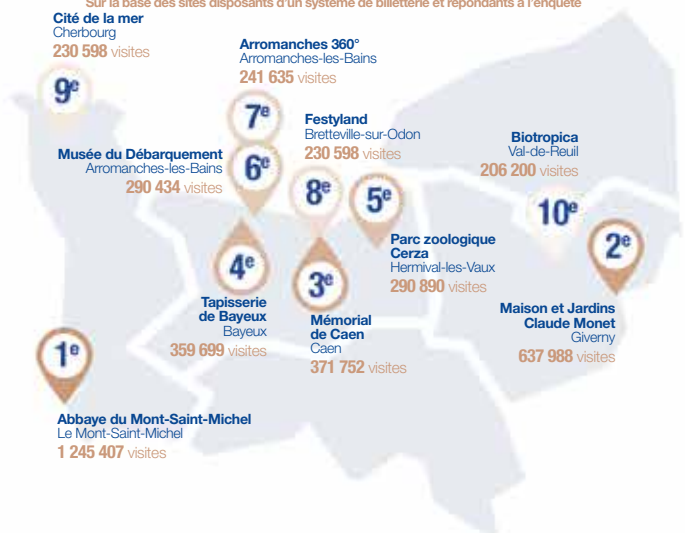 Sur la base des sites disposants d'un système de billetterie et répondants à l'enquête
Cité de la mer
Cherbourg
230 598 visites
9e
Arromanches 360°
Arromanches-les-Bains
241 635 visites
7e
Musée du Débarquement
Arromanches-les-Bains
290 434 visites
6e
Festyland
Bretteville-sur-Odon
230 598 visites
8e
5e
Parc zoologique
Cerza
Hermival-les-Vaux
290 890 visites
Biotropica
Val-de-Reuil
206 200 visites
10e
2e
Maison et Jardins
Claude Monet
Giverny
637 988 visites
4e
Tapisserie
de Bayeux
Bayeux
359 699 visites
3e
Mémorial
de Caen
Caen
371 752 visites
1e
Abbaye du Mont-Saint-Michel
Le Mont-Saint-Michel
1 245 407 visites